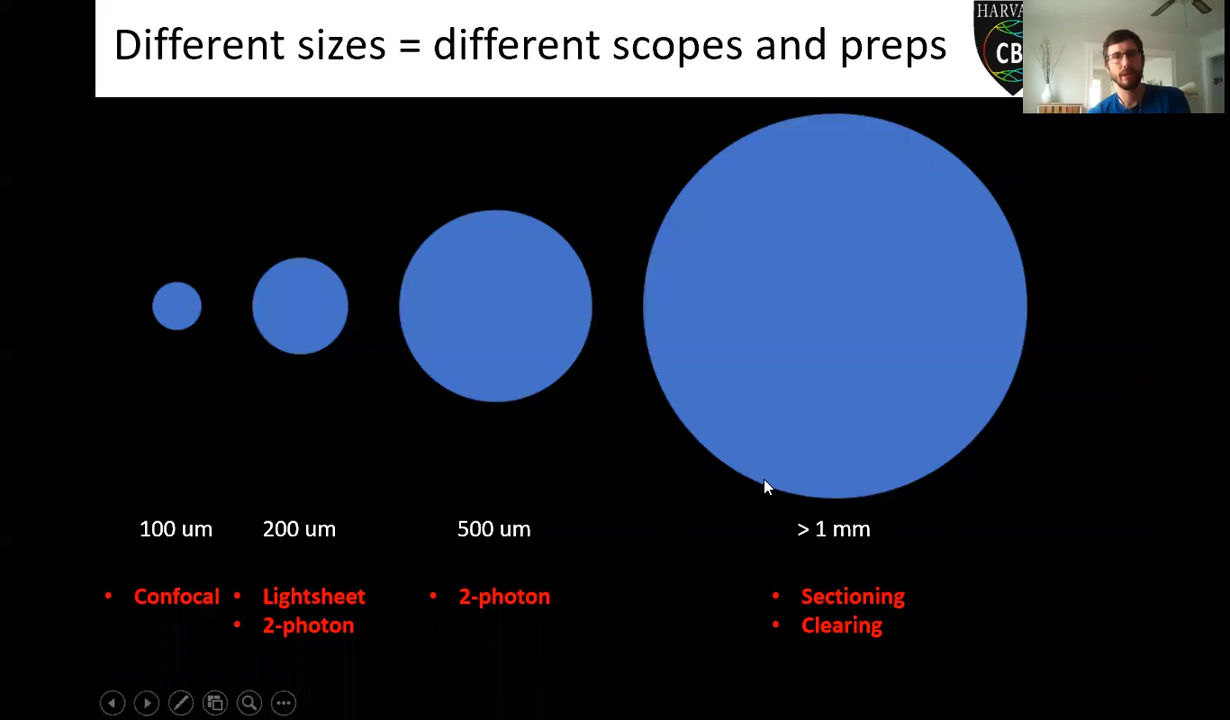 Different sizes = different scopes and preps
HARVA
CB
100 um
200 um
500 um
> 1 mm
• Confocal
• Lightsheet
• 2-photon
• 2-photon
• Sectioning
• Clearing